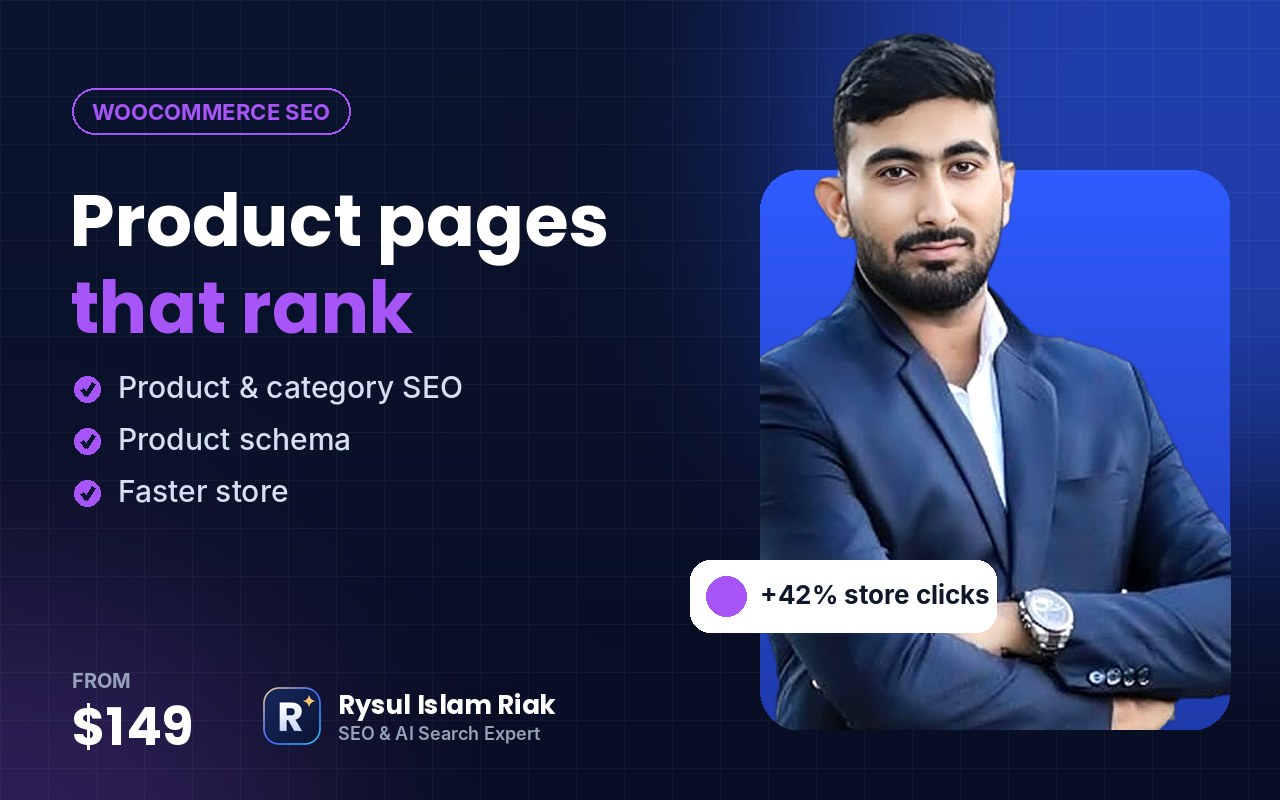 WOOCOMMERCE SEO
Product pages
that rank
Product & category SEO
Product schema
Faster store
+42% store clicks
FROM
$149
R
Rysul Islam Riak
SEO & AI Search Expert